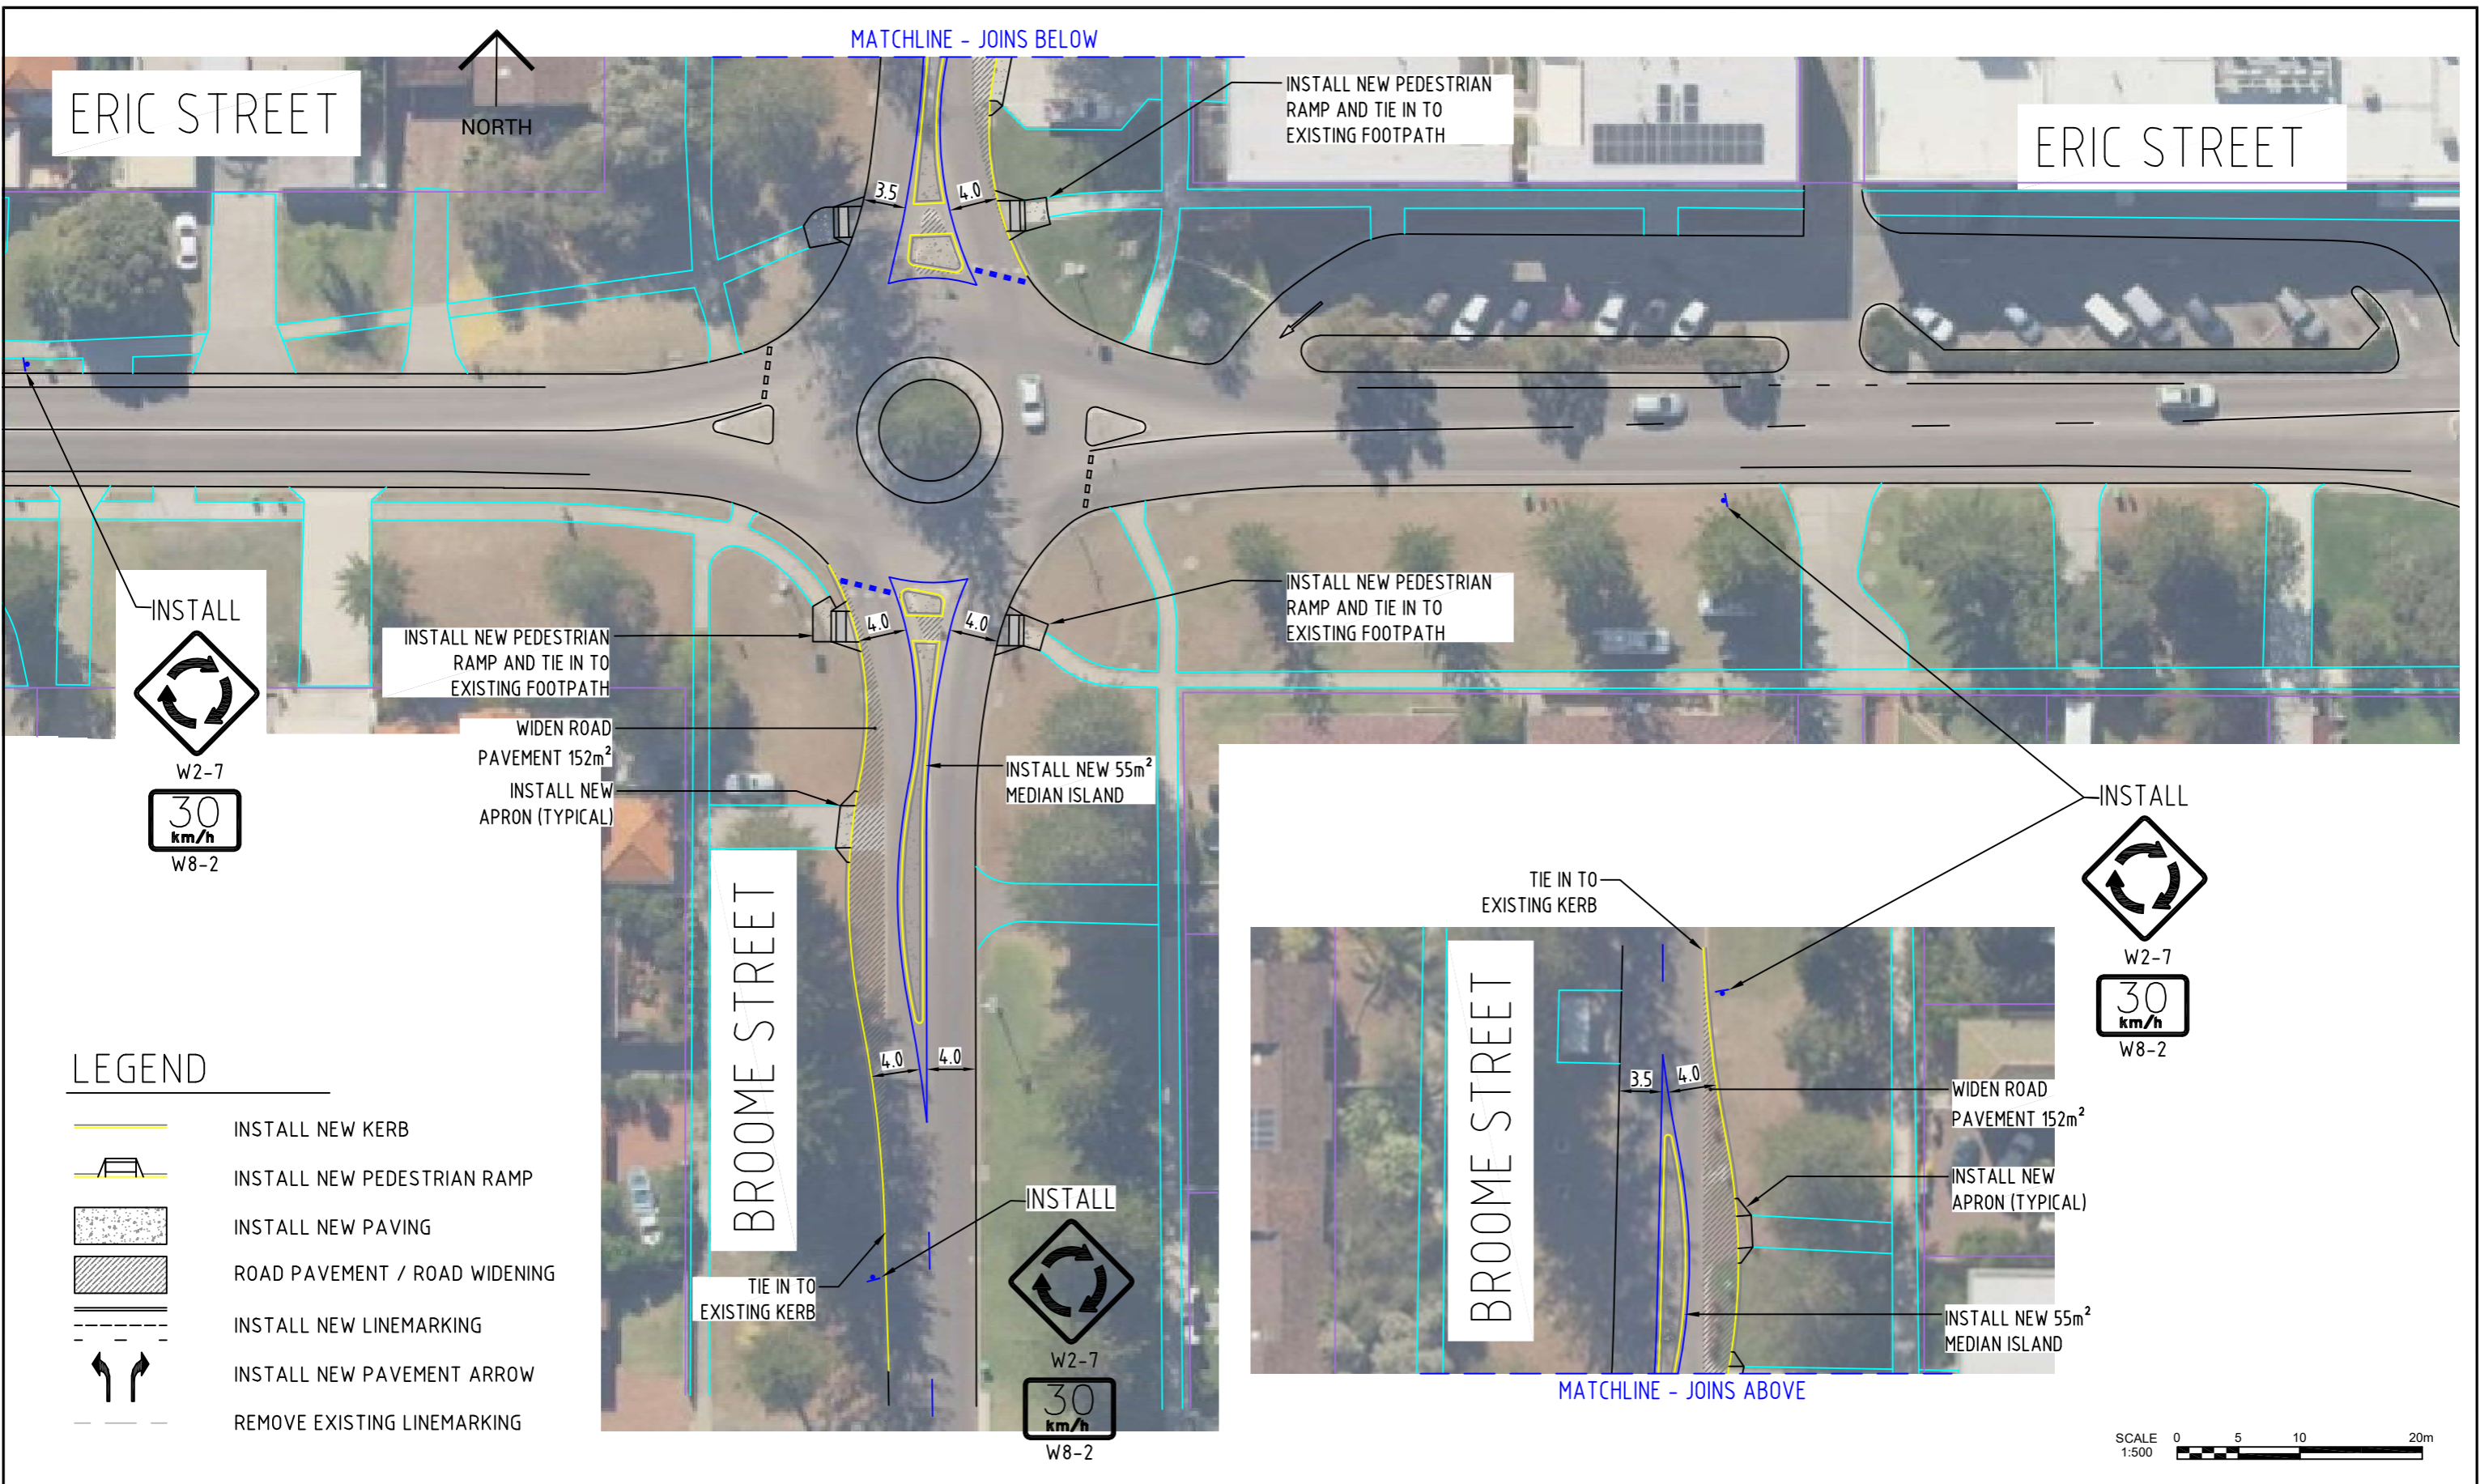 MATCHLINE - JOINS BELOW
ERIC STREET
NORTH
INSTALL NEW PEDESTRIAN
RAMP AND TIE IN TO
EXISTING FOOTPATH
ERIC STREET
3.5
4.0
INSTALL
W2-7
30
km/h
W8-2
INSTALL NEW PEDESTRIAN
RAMP AND TIE IN TO
EXISTING FOOTPATH
4.0
4.0
INSTALL NEW PEDESTRIAN
RAMP AND TIE IN TO
EXISTING FOOTPATH
WIDEN ROAD
PAVEMENT 152m²
INSTALL NEW
APRON (TYPICAL)
INSTALL NEW 55m²
MEDIAN ISLAND
BROOME STREET
4.0
4.0
TIE IN TO
EXISTING KERB
INSTALL
W2-7
30
km/h
W8-2
INSTALL
W2-7
30
km/h
W8-2
TIE IN TO
EXISTING KERB
BROOME STREET
3.5
4.0
WIDEN ROAD
PAVEMENT 152m²
INSTALL NEW
APRON (TYPICAL)
INSTALL NEW 55m²
MEDIAN ISLAND
MATCHLINE - JOINS ABOVE
LEGEND
INSTALL NEW KERB
INSTALL NEW PEDESTRIAN RAMP
INSTALL NEW PAVING
ROAD PAVEMENT / ROAD WIDENING
INSTALL NEW LINEMARKING
INSTALL NEW PAVEMENT ARROW
REMOVE EXISTING LINEMARKING
SCALE
1:500
0 5 10 20m